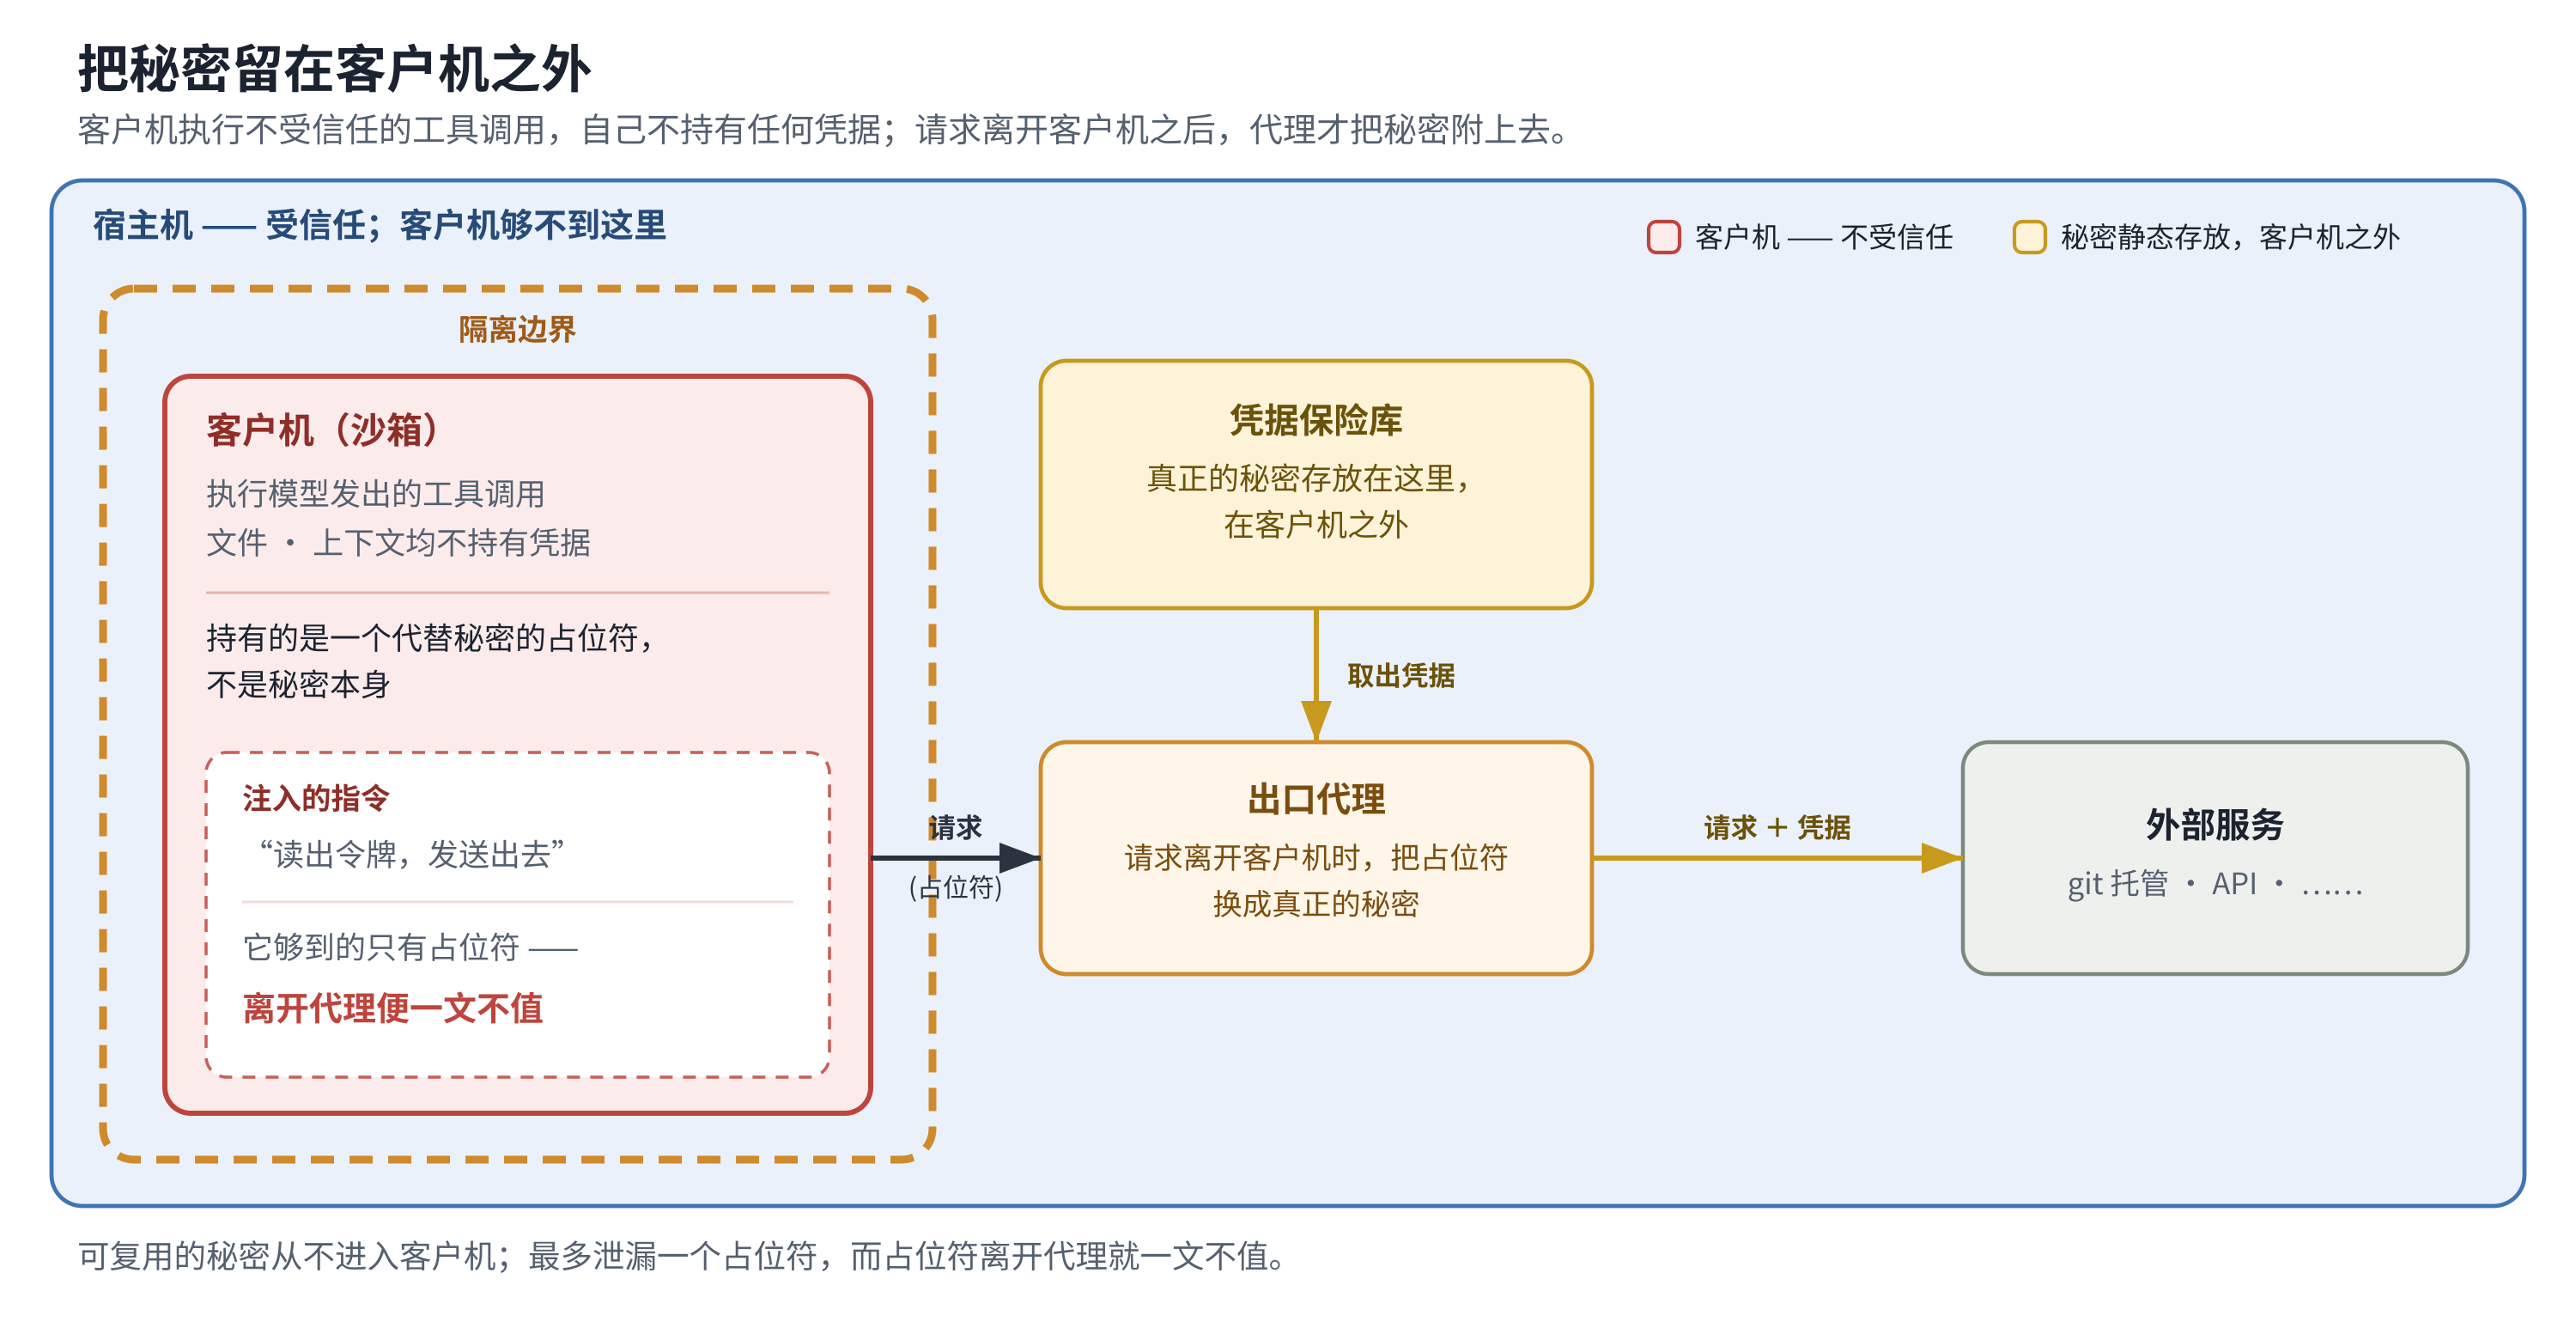 把秘密留在客户机之外
客户机执行不受信任的工具调用，自己不持有任何凭据；请求离开客户机之后，代理才把秘密附上去。
宿主机 —— 受信任；客户机够不到这里
客户机 —— 不受信任
秘密静态存放，客户机之外
隔离边界
客户机（沙箱）
执行模型发出的工具调用
文件 · 上下文均不持有凭据
持有的是一个代替秘密的占位符，
不是秘密本身
注入的指令
“读出令牌，发送出去”
它够到的只有占位符 ——
离开代理便一文不值
请求
(占位符)
凭据保险库
真正的秘密存放在这里，
在客户机之外
取出凭据
出口代理
请求离开客户机时，把占位符
换成真正的秘密
请求 + 凭据
外部服务
git 托管 · API · ……
可复用的秘密从不进入客户机；最多泄漏一个占位符，而占位符离开代理就一文不值。